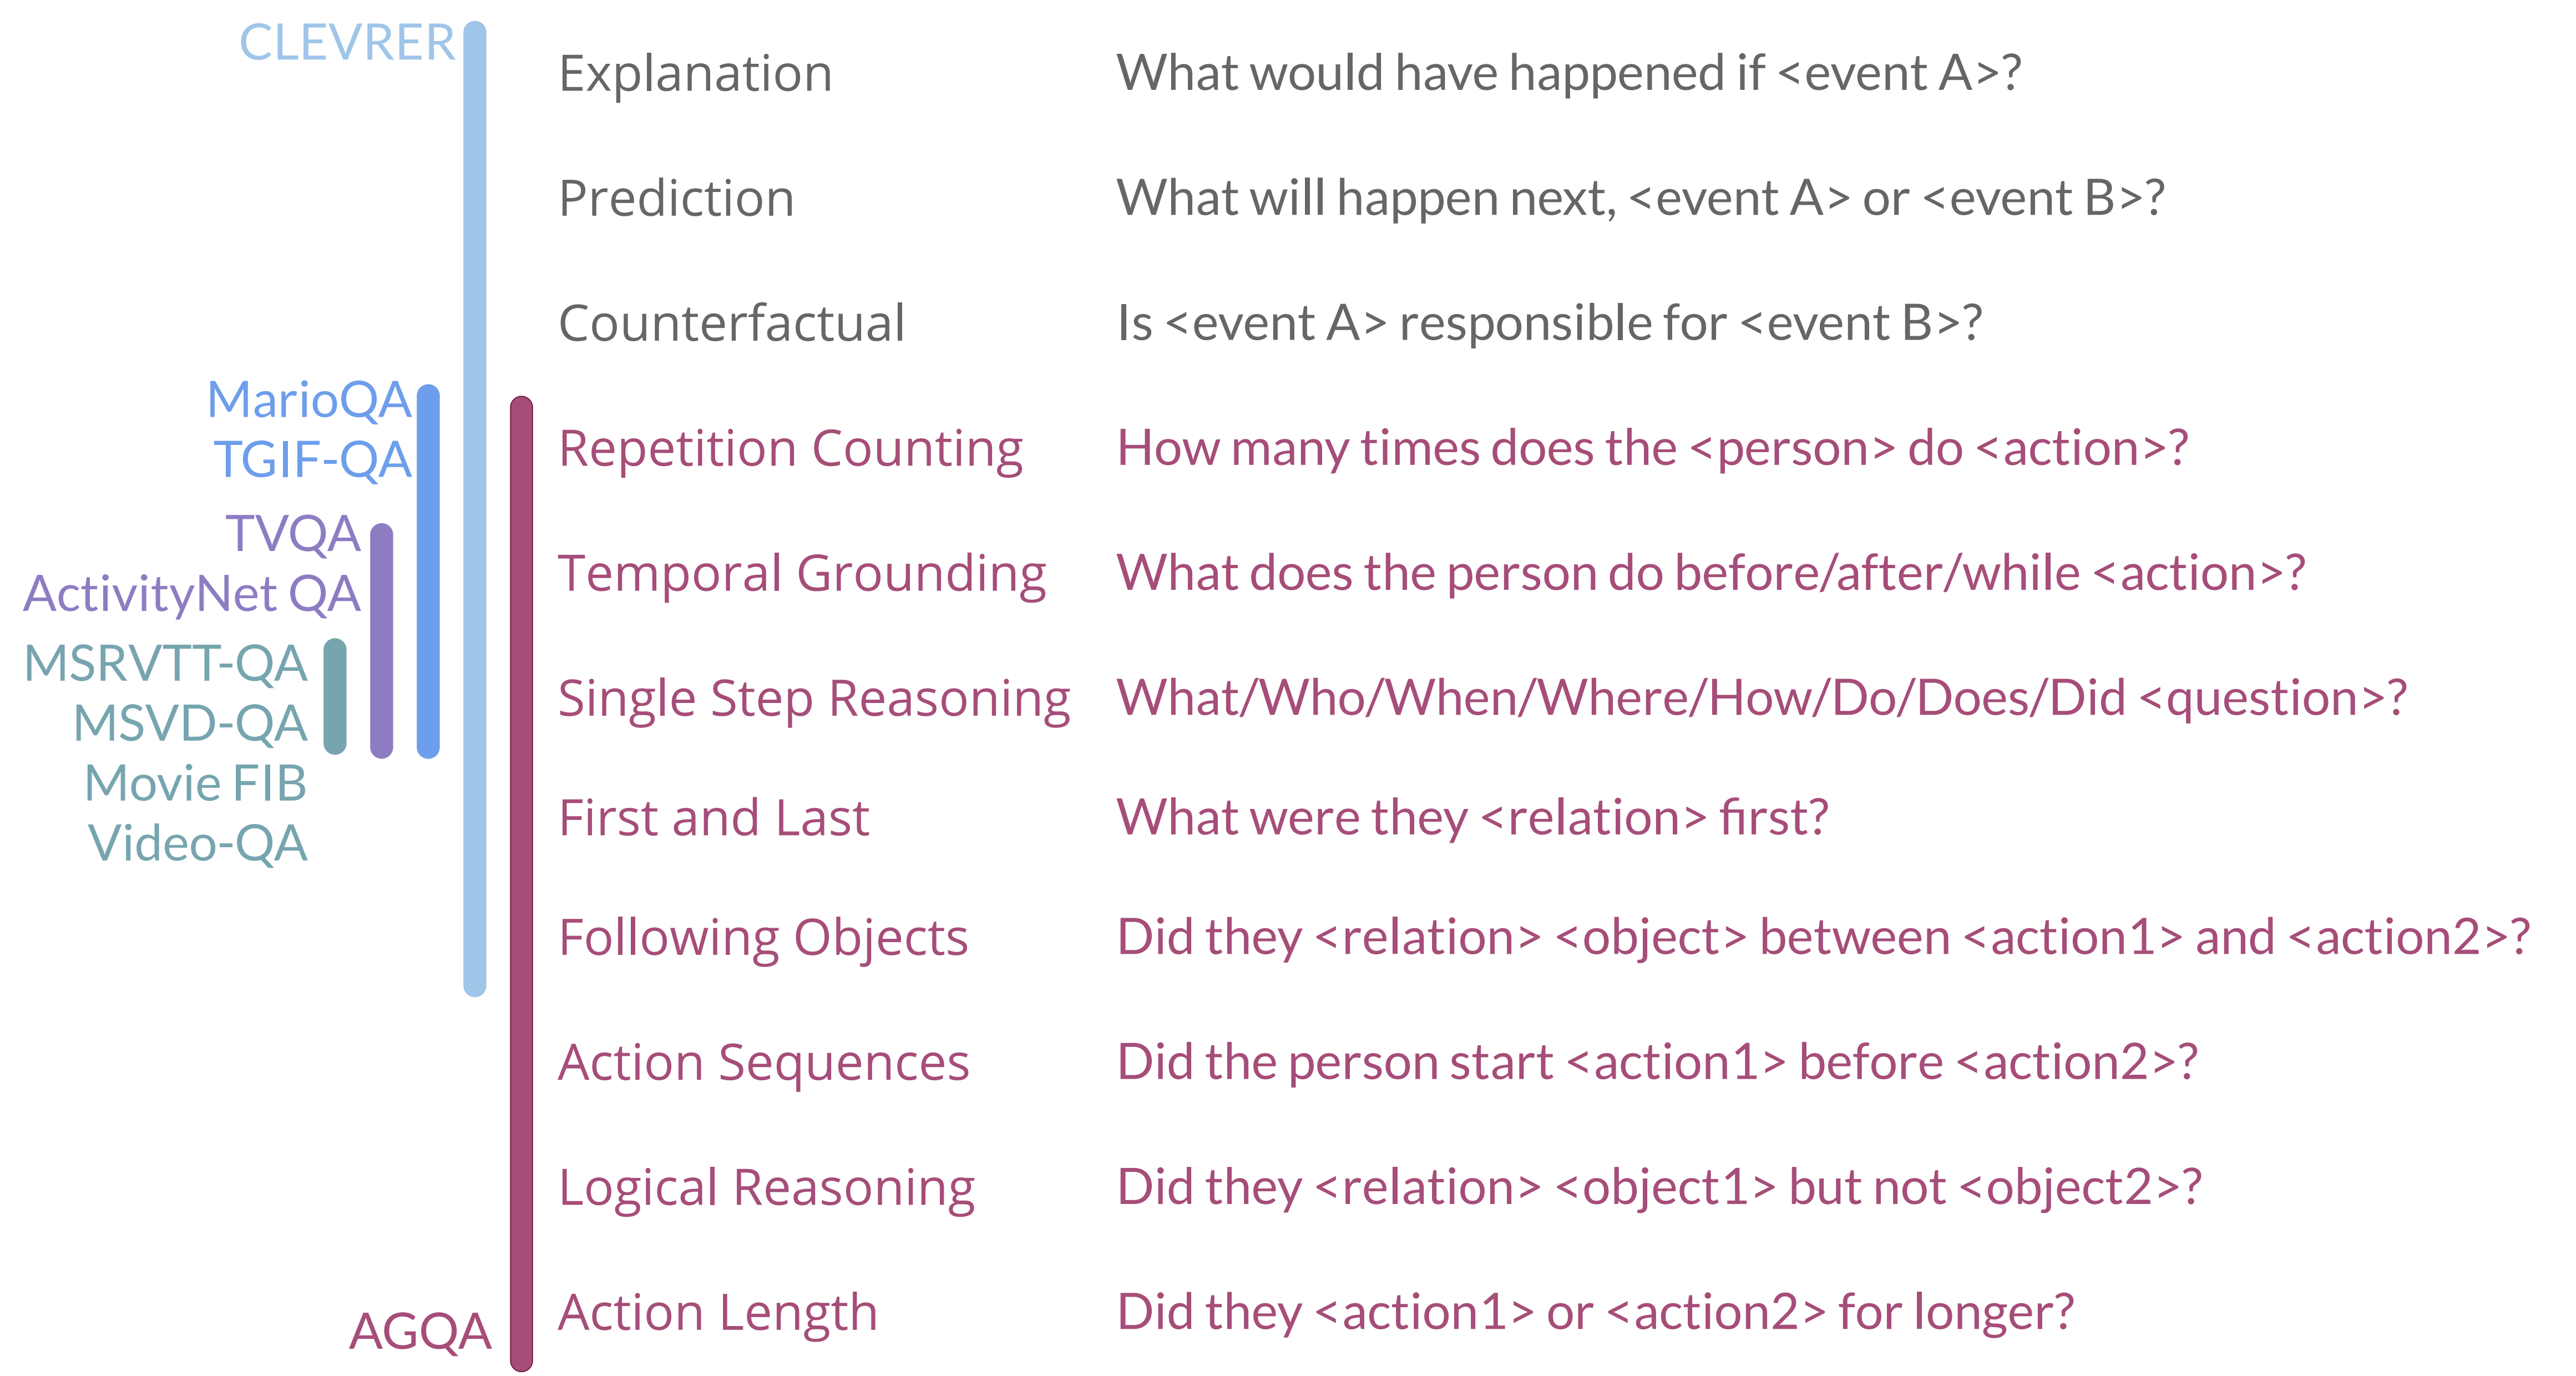 CLEVRER
Explanation What would have happened if <event A>?
Prediction What will happen next, <event A> or <event B>?
Counterfactual Is <event A> responsible for <event B>?
MarioQA
Repetition Counting How many times does the <person> do <action>?
TGIF-QA
TVQA
Temporal Grounding What does the person do before/after/while <action>?
ActivityNet QA
MSRVTT-QA
Single Step Reasoning What/Who/When/Where/How/Do/Does/Did <question>?
MSVD-QA
Movie FIB
First and Last What were they <relation> first?
Video-QA
Following Objects Did they <relation> <object> between <action1> and <action2>?
Action Sequences Did the person start <action1> before <action2>?
Logical Reasoning Did they <relation> <object1> but not <object2>?
Action Length Did they <action1> or <action2> for longer?
AGQA